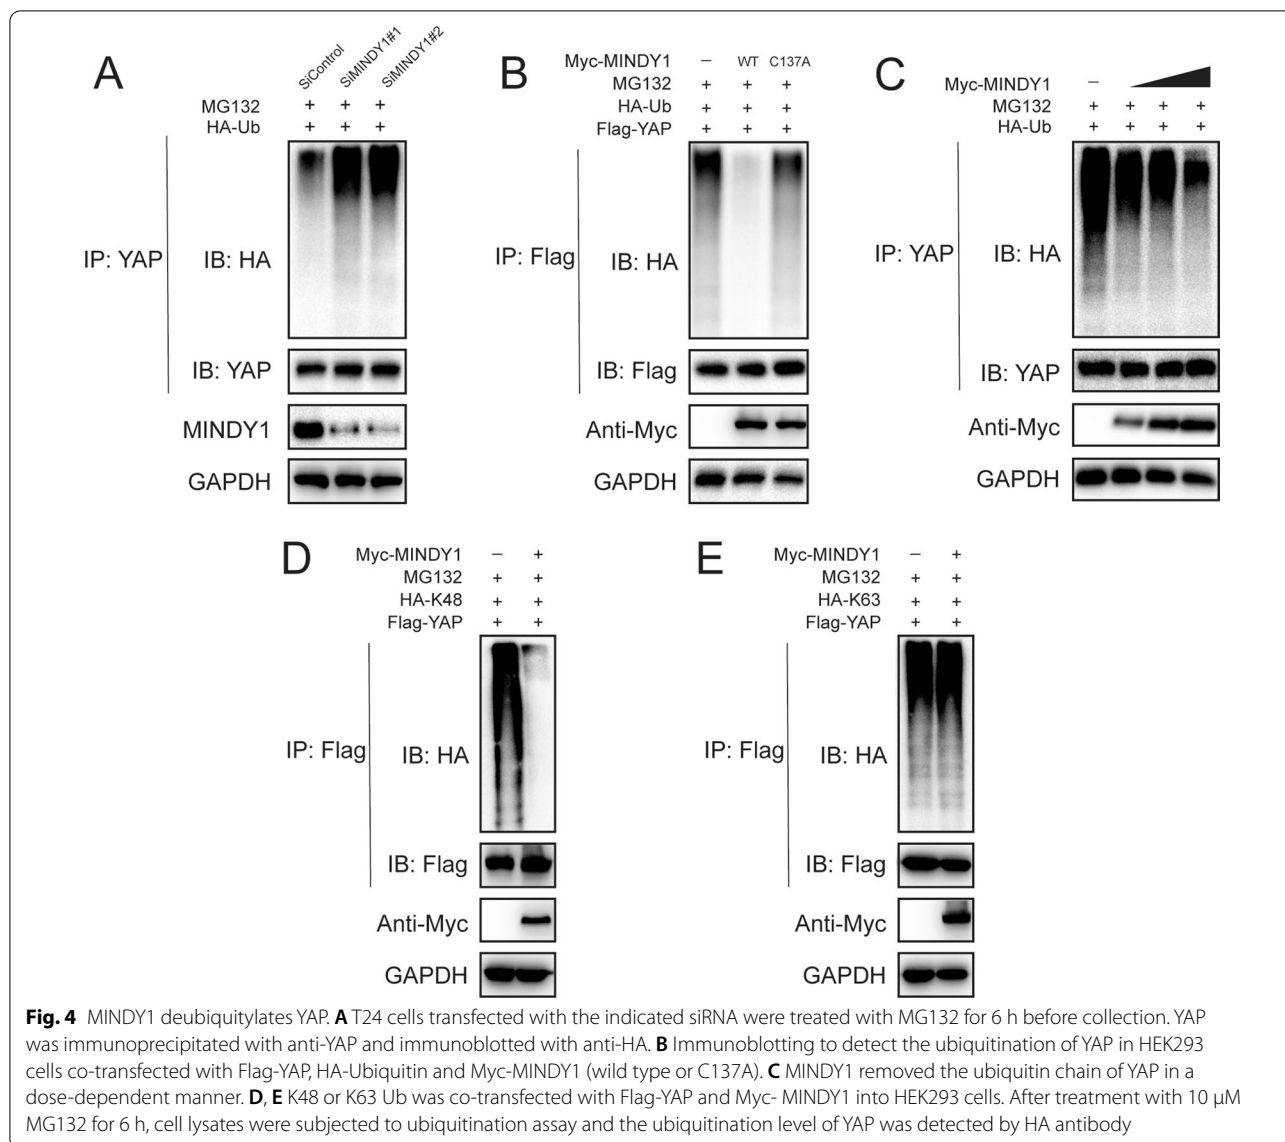 A
SiControl
SiMINDY1#1
SiMINDY1#2
MG132 + + +
HA-Ub + + +
IP: YAP
IB: HA
IB: YAP
MINDY1
GAPDH
B
Myc-MINDY1 − WT C137A
MG132 + + +
HA-Ub + + +
Flag-YAP + + +
IP: Flag
IB: HA
IB: Flag
Anti-Myc
GAPDH
C
Myc-MINDY1 −
MG132 + + + +
HA-Ub + + + +
IP: YAP
IB: HA
IB: YAP
Anti-Myc
GAPDH
D
Myc-MINDY1 − +
MG132 + +
HA-K48 + +
Flag-YAP + +
IP: Flag
IB: HA
IB: Flag
Anti-Myc
GAPDH
E
Myc-MINDY1 − +
MG132 + +
HA-K63 + +
Flag-YAP + +
IP: Flag
IB: HA
IB: Flag
Anti-Myc
GAPDH
Fig. 4 MINDY1 deubiquitylates YAP. A T24 cells transfected with the indicated siRNA were treated with MG132 for 6 h before collection. YAP
was immunoprecipitated with anti-YAP and immunoblotted with anti-HA. B Immunoblotting to detect the ubiquitination of YAP in HEK293
cells co-transfected with Flag-YAP, HA-Ubiquitin and Myc-MINDY1 (wild type or C137A). C MINDY1 removed the ubiquitin chain of YAP in a
dose-dependent manner. D, E K48 or K63 Ub was co-transfected with Flag-YAP and Myc- MINDY1 into HEK293 cells. After treatment with 10 μM
MG132 for 6 h, cell lysates were subjected to ubiquitination assay and the ubiquitination level of YAP was detected by HA antibody